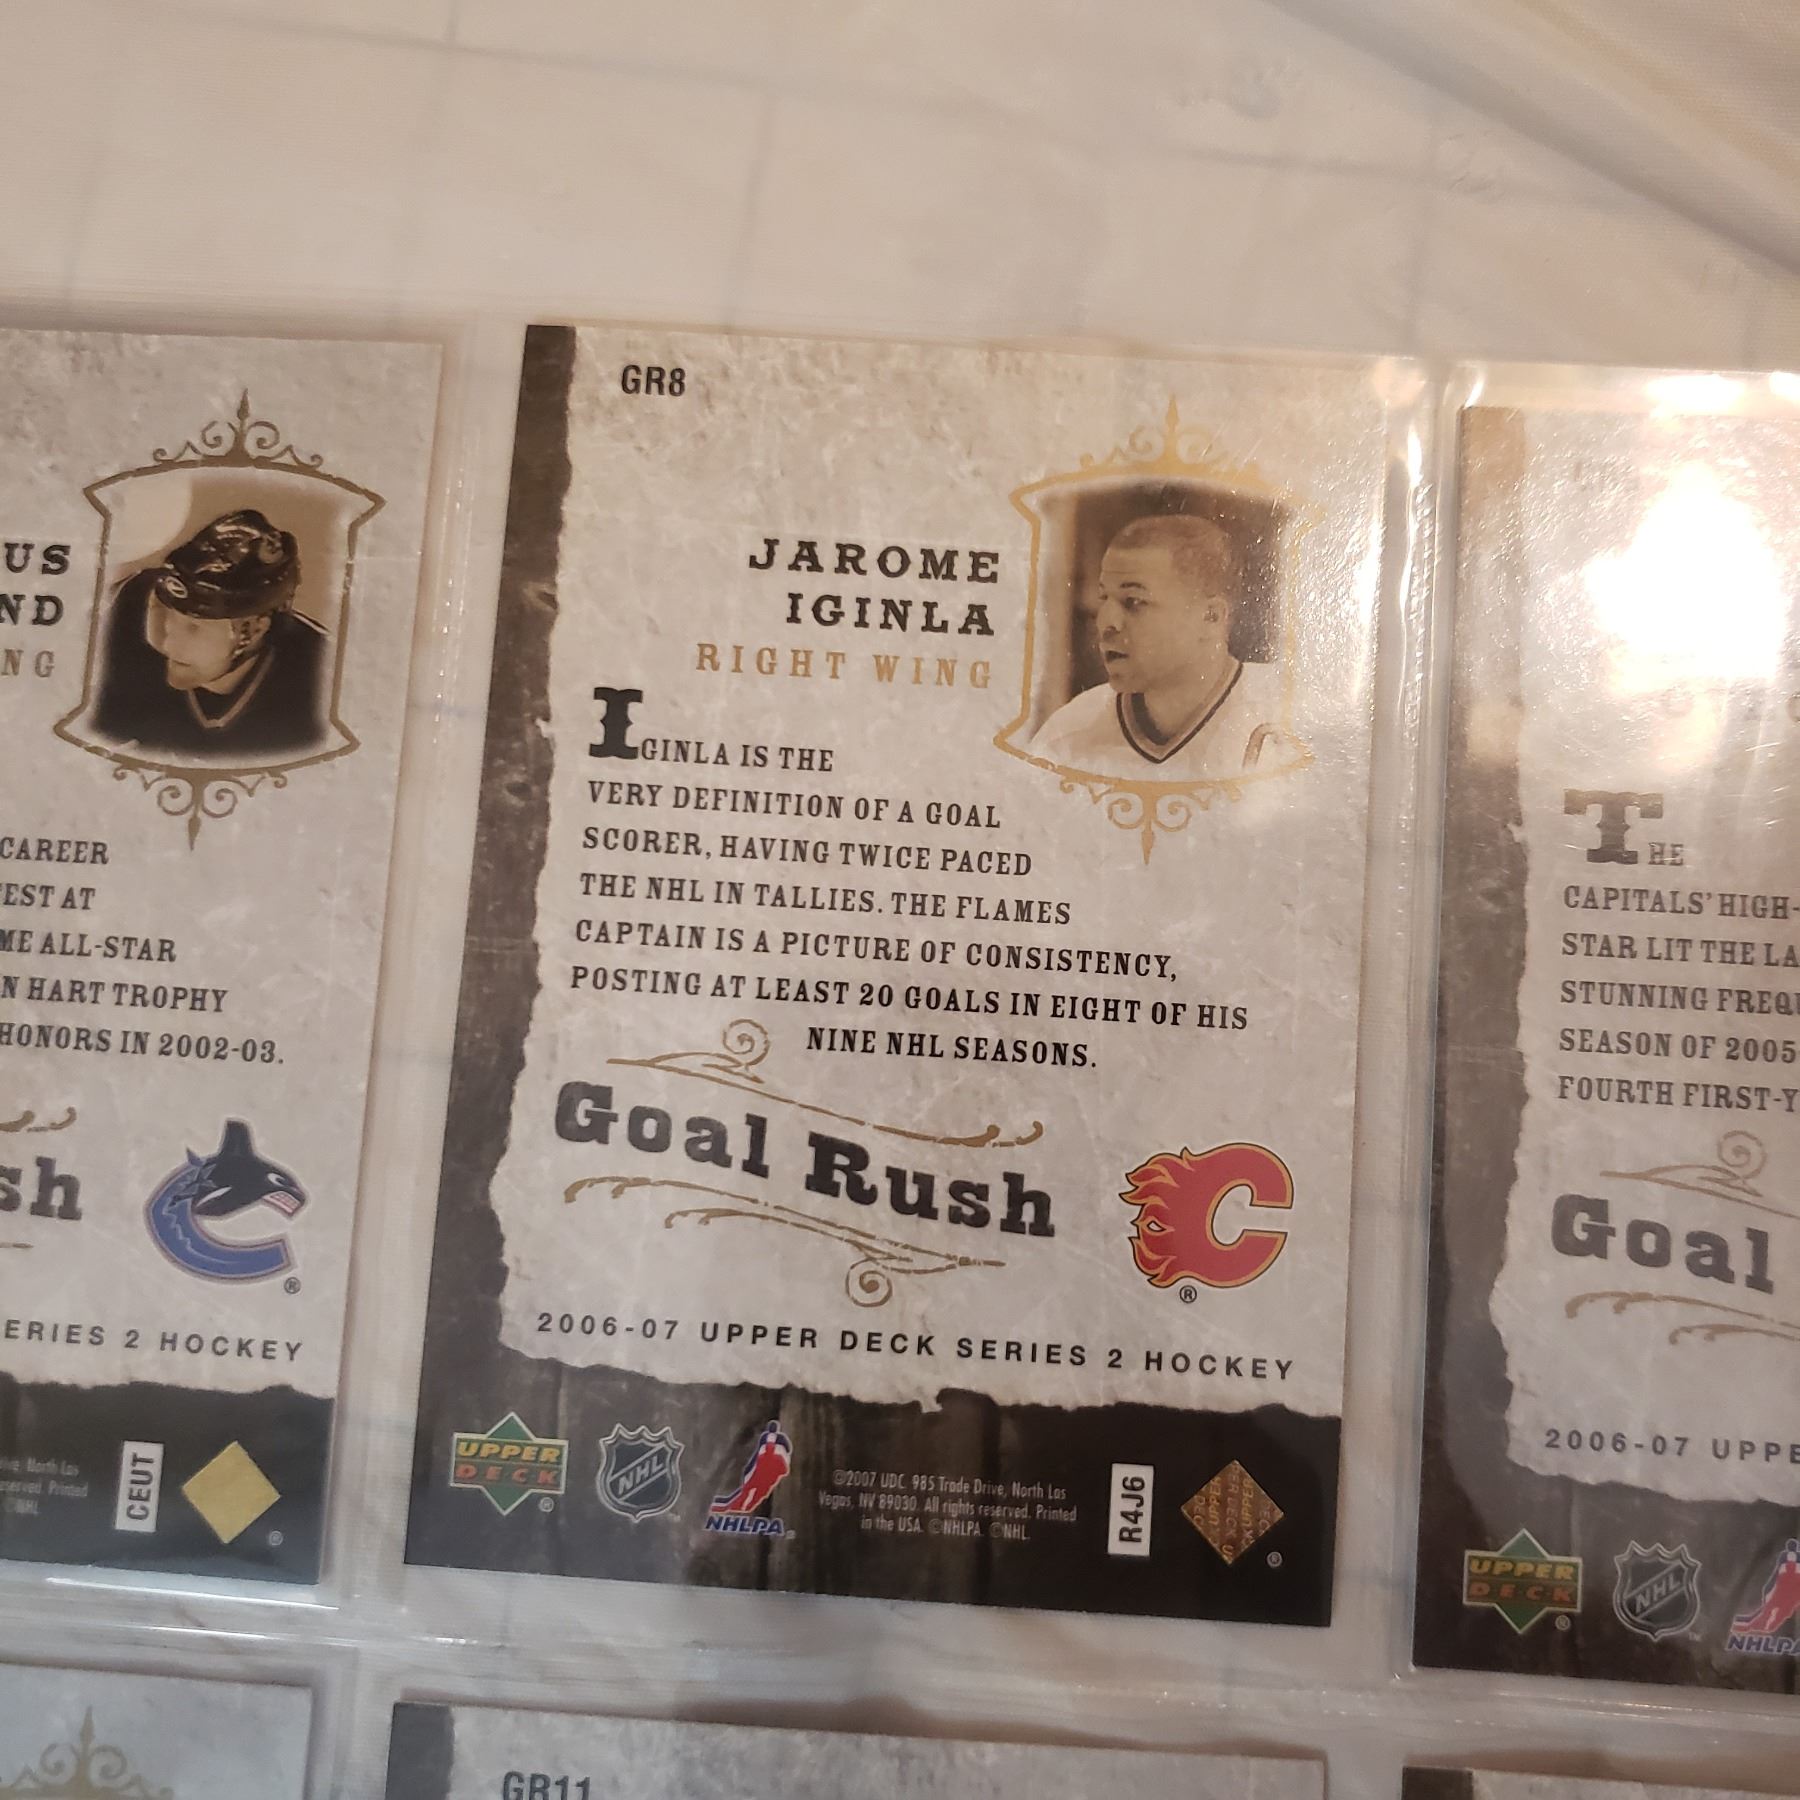 US
ND
NG
CAREER
EST AT
ME ALL-STAR
N HART TROPHY
HONORS IN 2002-03.
sh
®
ERIES 2 HOCKEY
CEUT
®
GR8
JAROME
IGINLA
RIGHT WING
IGINLA IS THE
VERY DEFINITION OF A GOAL
SCORER, HAVING TWICE PACED
THE NHL IN TALLIES. THE FLAMES
CAPTAIN IS A PICTURE OF CONSISTENCY,
POSTING AT LEAST 20 GOALS IN EIGHT OF HIS
NINE NHL SEASONS.
Goal Rush
®
2006-07 UPPER DECK SERIES 2 HOCKEY
UPPER
DECK
®
NHL
NHLPA
©2007 UDC. 985 Trade Drive, North Las
Vegas, NV 89030. All rights reserved. Printed
in the USA. ©NHLPA. ©NHL.
R4J6
®
THE
CAPITALS' HIGH-
STAR LIT THE LA
STUNNING FREQU
SEASON OF 2005
FOURTH FIRST-Y
Goal
2006-07 UPPE
UPPER
DECK
®
NHL
NHLPA
GR11